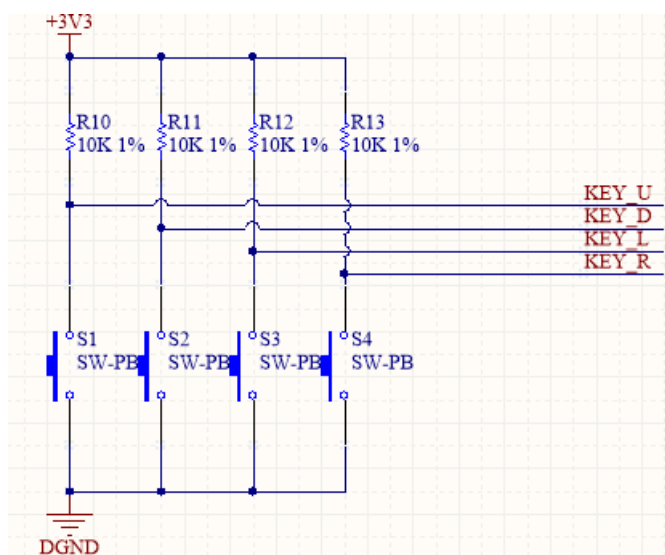 +3V3
R10
10K 1%
R11
10K 1%
R12
10K 1%
R13
10K 1%
KEY_U
KEY_D
KEY_L
KEY_R
S1
SW-PB
S2
SW-PB
S3
SW-PB
S4
SW-PB
DGND